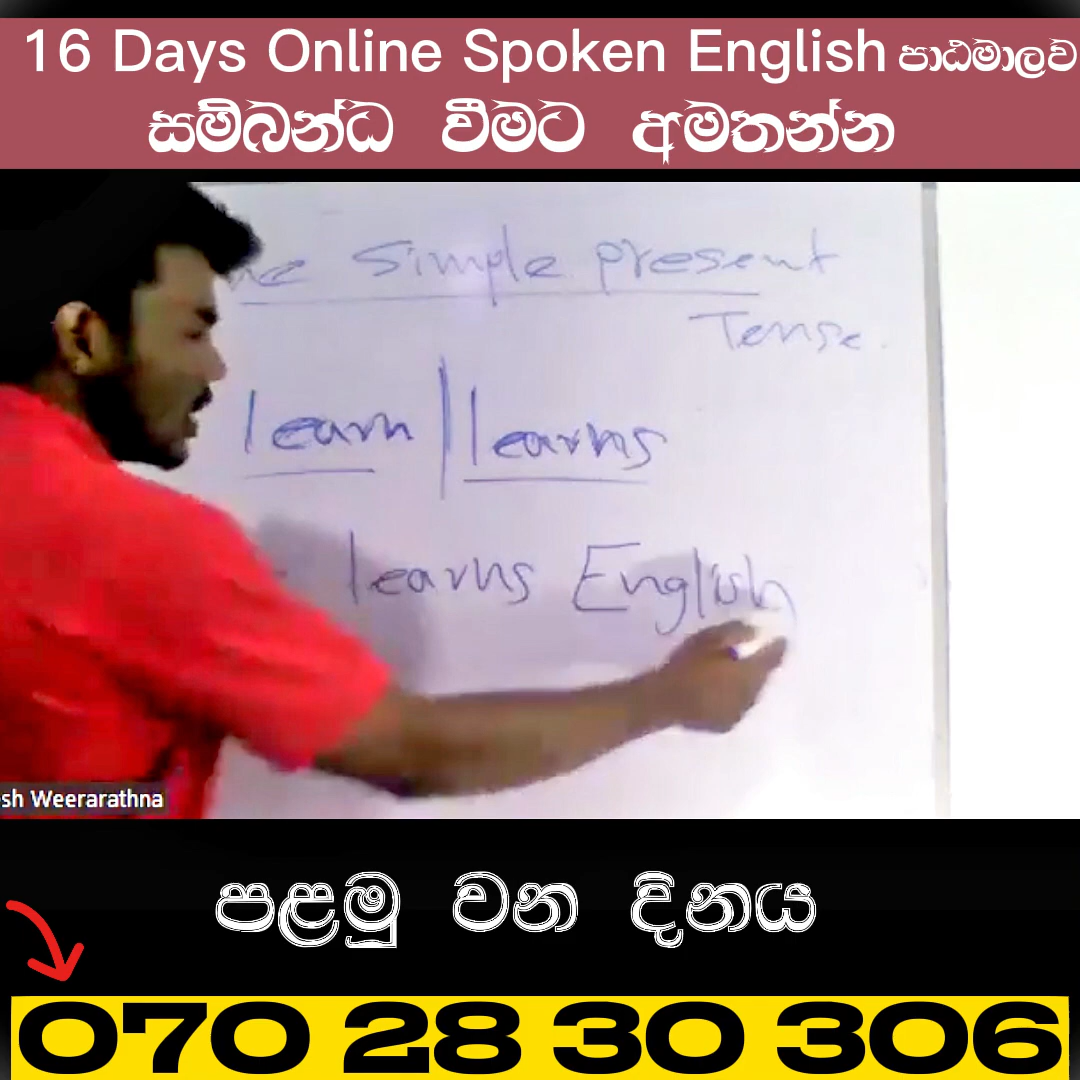 16 Days Online Spoken English පාඨමාලව
සම්බන්ධ වීමට අමතන්න
simple present
Tense.
learn | learns
learns English
esh Weerarathna
පළමු වන දිනය
070 28 30 306